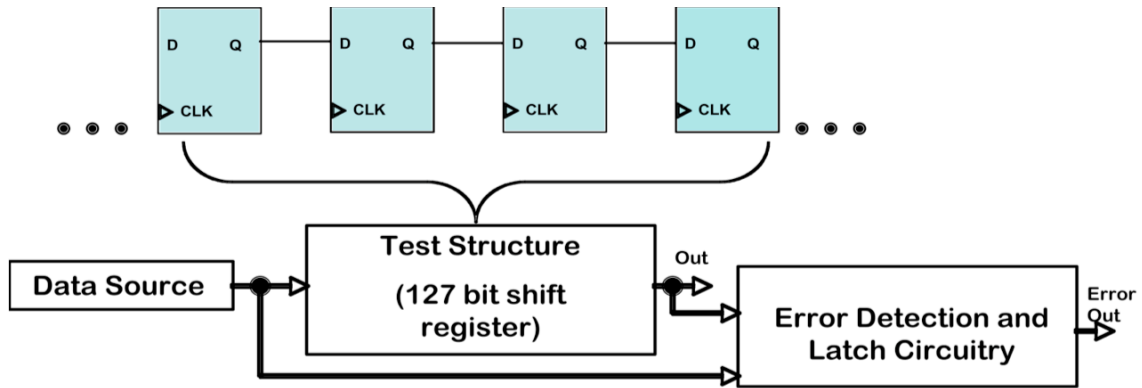 D Q D Q D Q D Q
CLK CLK CLK CLK
Test Structure
(127 bit shift
register)
Data Source
Out
Error Detection and
Latch Circuitry
Error
Out